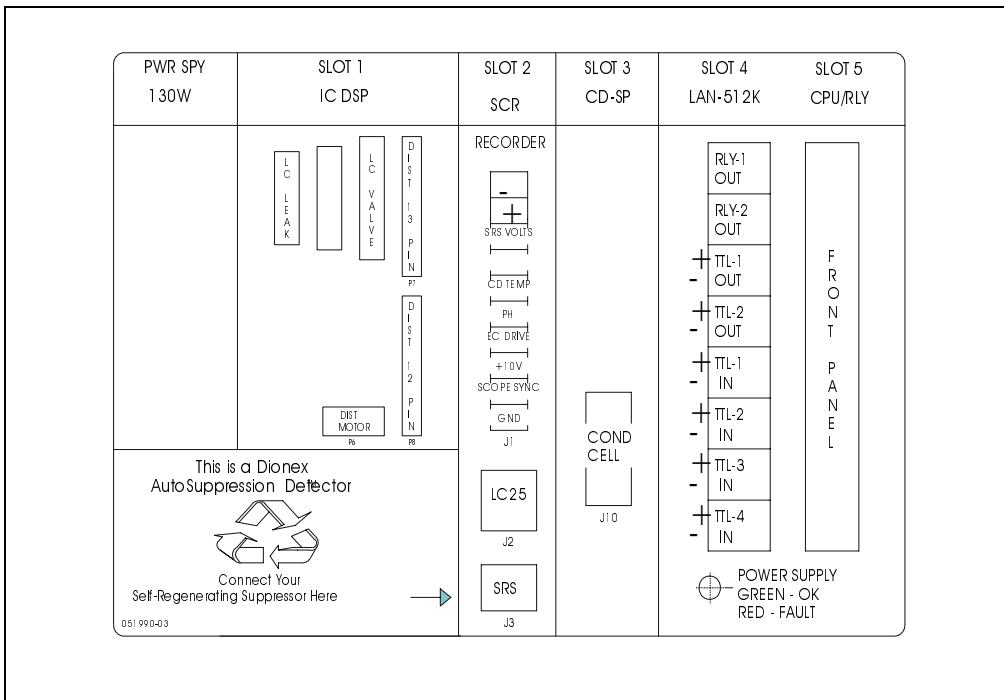 PWR SPY
130W
SLOT 1
IC DSP
SLOT 2
SCR
SLOT 3
CD-SP
SLOT 4
LAN-512K
SLOT 5
CPU/RLY
LC LEAK
LC VALVE
DIST 13 PIN
P7
DIST 12 PIN
P8
DIST
MOTOR
P6
RECORDER
-
+
SRS VOLTS
CD TEMP
PH
EC DRIVE
+10V
SCOPE SYNC
GND
J1
LC25
J2
SRS
J3
COND
CELL
J10
RLY-1
OUT
RLY-2
OUT
+ TTL-1
- OUT
+ TTL-2
- OUT
+ TTL-1
- IN
+ TTL-2
- IN
+ TTL-3
- IN
+ TTL-4
- IN
FRONT PANEL
POWER SUPPLY
GREEN - OK
RED - FAULT
This is a Dionex
AutoSuppression Detector
Connect Your
Self-Regenerating Suppressor Here
051990-03